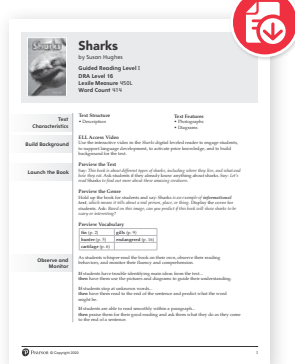 Sharks
Sharks
by Susan Hughes
Guided Reading Level I
DRA Level 16
Lexile Measure 450L
Word Count 414
Text
Characteristics
Text Structure
• Description
Text Features
• Photographs
• Diagrams
Build Background
ELL Access Video
Use the interactive video in the Sharks digital leveled reader to engage students,
to support language development, to activate prior knowledge, and to build
background for the text.
Launch the Book
Preview the Text
Say: This book is about different types of sharks, including where they live, and what and
how they eat. Ask students if they already know anything about sharks. Say: Let's
read Sharks to find out more about these amazing creatures.
Preview the Genre
Hold up the book for students and say: Sharks is an example of informational
text, which means it tells about a real person, place, or thing. Display the cover for
students. Ask: Based on this image, can you predict if this book will show sharks to be
scary or interesting?
Preview Vocabulary
fin (p. 2) gills (p. 9)
hunter (p. 5) endangered (p. 16)
cartilage (p. 6)
Observe and
Monitor
As students whisper-read the book on their own, observe their reading
behaviors, and monitor their fluency and comprehension.
If students have trouble identifying main ideas from the text...
then have them use the pictures and diagrams to guide their understanding.
If students stop at unknown words...
then have them read to the end of the sentence and predict what the word
might be.
If students are able to read smoothly within a paragraph...
then praise them for their good reading and ask them what they do as they come
to the end of a sentence.
Pearson © Copyright 2022
1